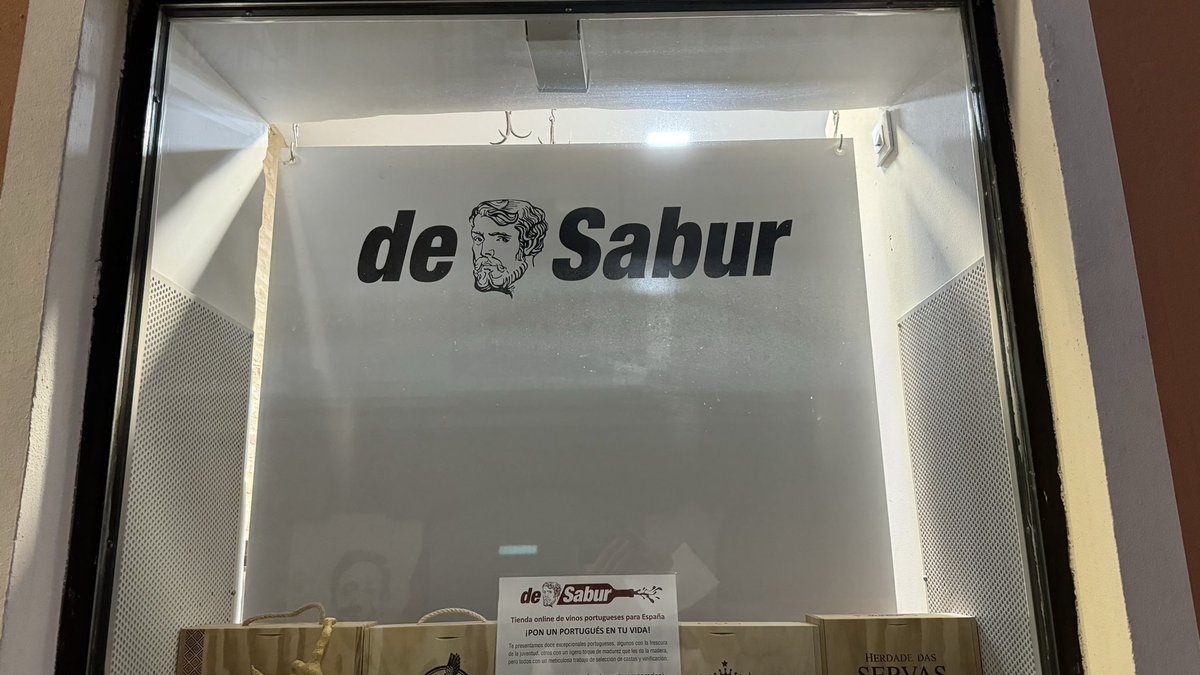 de Sabur
de Sabur
Tienda online de vinos portugueses para España
¡PON UN PORTUGUÉS EN TU VIDA!
Te presentamos doce excepcionales portugueses, algunos con la frescura
de la juventud, otros con un ligero toque de madurez que les da la madera,
pero todos con un meticuloso trabajo de selección de castas y vinificación.
HERDADE DAS
SERVAS